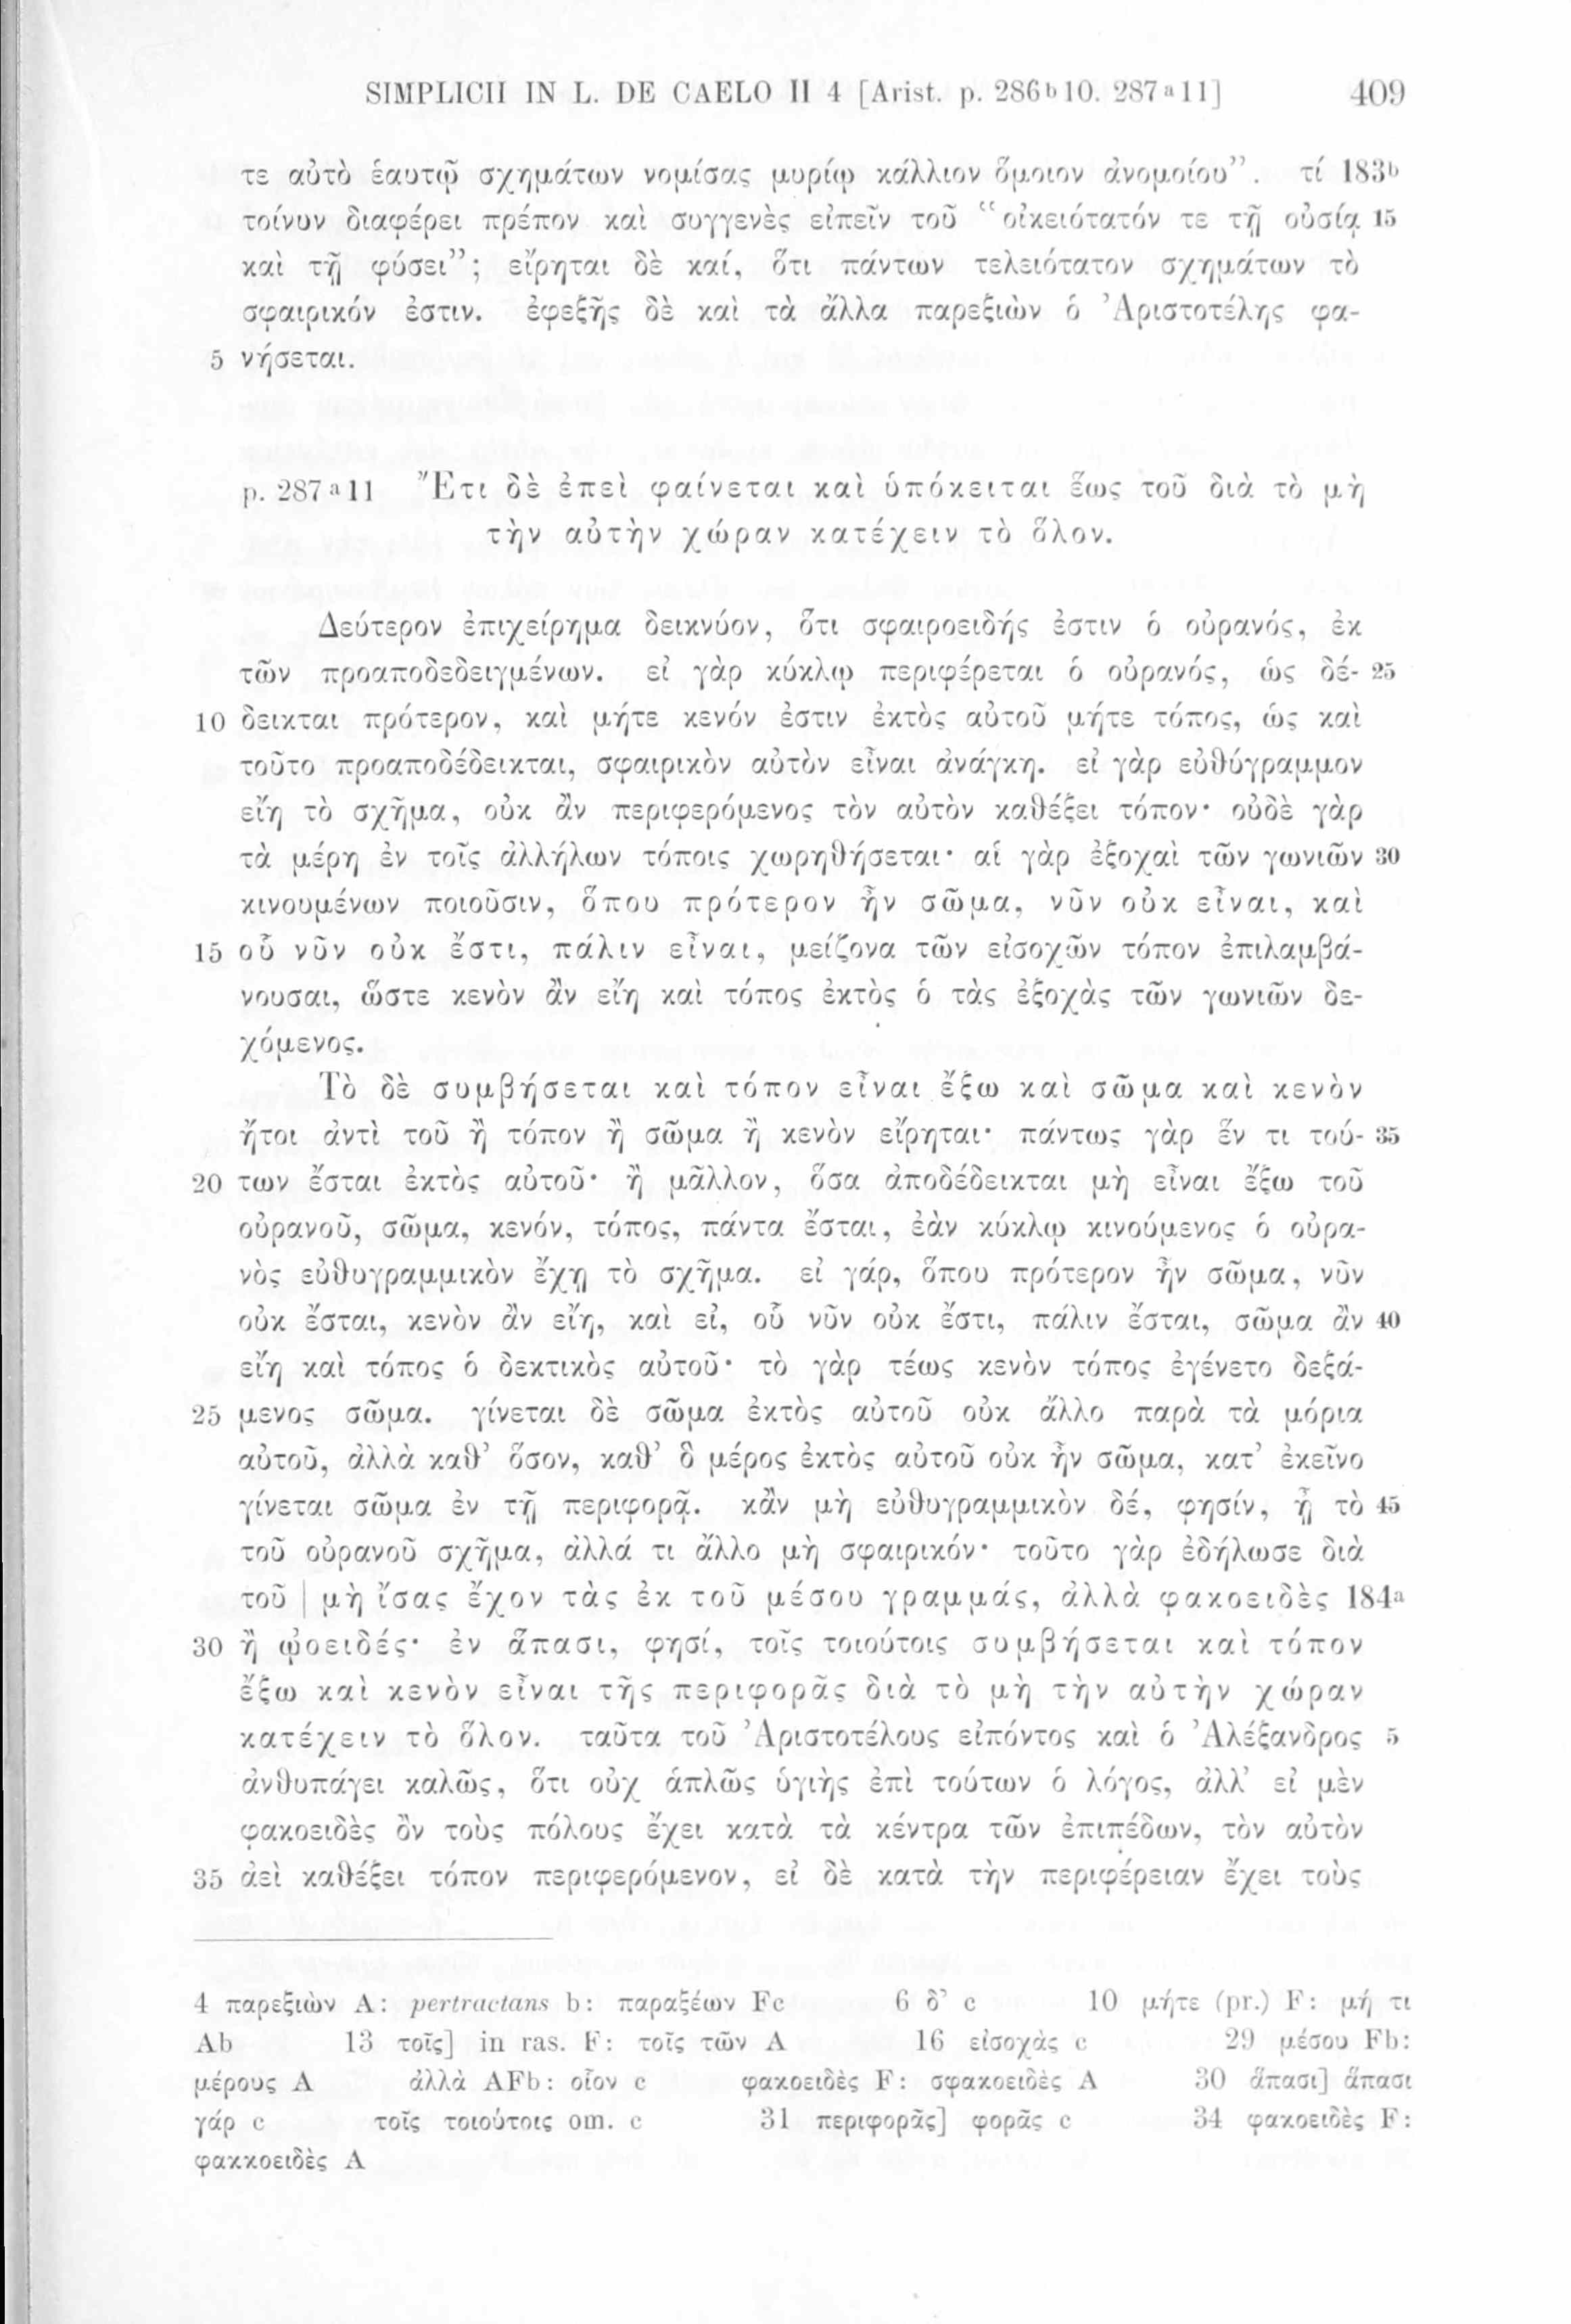 SIMPLICII IN L. DE CAELO II 4 [Arist. p. 286b10. 287a11] 409
τε αὐτὸ ἑαυτῷ σχημάτων νομίσας μυρίῳ κάλλιον ὅμοιον ἀνομοίου”. τί 183b
τοίνυν διαφέρει πρέπον καὶ συγγενὲς εἰπεῖν τοῦ “οἰκειότατόν τε τῇ οὐσίᾳ 15
καὶ τῇ φύσει”; εἴρηται δὲ καί, ὅτι πάντων τελειότατον σχημάτων τὸ
σφαιρικόν ἐστιν. ἐφεξῆς δὲ καὶ τὰ ἄλλα παρεξιὼν ὁ Ἀριστοτέλης φα-
5 νήσεται.
p. 287a11 Ἔτι δὲ ἐπεὶ φαίνεται καὶ ὑπόκειται ἕως τοῦ διὰ τὸ μὴ
τὴν αὐτὴν χώραν κατέχειν τὸ ὅλον.
Δεύτερον ἐπιχείρημα δεικνύον, ὅτι σφαιροειδής ἐστιν ὁ οὐρανός, ἐκ
τῶν προαποδεδειγμένων. εἰ γὰρ κύκλῳ περιφέρεται ὁ οὐρανός, ὡς δέ- 25
10 δεικται πρότερον, καὶ μήτε κενόν ἐστιν ἐκτὸς αὐτοῦ μήτε τόπος, ὡς καὶ
τοῦτο προαποδέδεικται, σφαιρικὸν αὐτὸν εἶναι ἀνάγκη. εἰ γὰρ εὐθύγραμμον
εἴη τὸ σχῆμα, οὐκ ἂν περιφερόμενος τὸν αὐτὸν καθέξει τόπον· οὐδὲ γὰρ
τὰ μέρη ἐν τοῖς ἀλλήλων τόποις χωρηθήσεται· αἱ γὰρ ἐξοχαὶ τῶν γωνιῶν 30
κινουμένων ποιοῦσιν, ὅπου πρότερον ἦν σῶμα, νῦν οὐκ εἶναι, καὶ
15 οὗ νῦν οὐκ ἔστι, πάλιν εἶναι, μείζονα τῶν εἰσοχῶν τόπον ἐπιλαμβά-
νουσαι, ὥστε κενὸν ἂν εἴη καὶ τόπος ἐκτὸς ὁ τὰς ἐξοχὰς τῶν γωνιῶν δε-
χόμενος.
Τὸ δὲ συμβήσεται καὶ τόπον εἶναι ἔξω καὶ σῶμα καὶ κενὸν
ἤτοι ἀντὶ τοῦ ἢ τόπον ἢ σῶμα ἢ κενὸν εἴρηται· πάντως γὰρ ἕν τι τού- 35
20 των ἔσται ἐκτὸς αὐτοῦ· ἢ μᾶλλον, ὅσα ἀποδέδεικται μὴ εἶναι ἔξω τοῦ
οὐρανοῦ, σῶμα, κενόν, τόπος, πάντα ἔσται, ἐὰν κύκλῳ κινούμενος ὁ οὐρα-
νὸς εὐθυγραμμικὸν ἔχῃ τὸ σχῆμα. εἰ γάρ, ὅπου πρότερον ἦν σῶμα, νῦν
οὐκ ἔσται, κενὸν ἂν εἴη, καὶ εἰ, οὗ νῦν οὐκ ἔστι, πάλιν ἔσται, σῶμα ἂν 40
εἴη καὶ τόπος ὁ δεκτικὸς αὐτοῦ· τὸ γὰρ τέως κενὸν τόπος ἐγένετο δεξά-
25 μενος σῶμα. γίνεται δὲ σῶμα ἐκτὸς αὐτοῦ οὐκ ἄλλο παρὰ τὰ μόρια
αὐτοῦ, ἀλλὰ καθ’ ὅσον, καθ’ ὃ μέρος ἐκτὸς αὐτοῦ οὐκ ἦν σῶμα, κατ’ ἐκεῖνο
γίνεται σῶμα ἐν τῇ περιφορᾷ. κἂν μὴ εὐθυγραμμικὸν δέ, φησίν, ᾖ τὸ 45
τοῦ οὐρανοῦ σχῆμα, ἀλλά τι ἄλλο μὴ σφαιρικόν· τοῦτο γὰρ ἐδήλωσε διὰ
τοῦ | μὴ ἴσας ἔχον τὰς ἐκ τοῦ μέσου γραμμάς, ἀλλὰ φακοειδὲς 184a
30 ἢ ᾠοειδές· ἐν ἅπασι, φησί, τοῖς τοιούτοις συμβήσεται καὶ τόπον
ἔξω καὶ κενὸν εἶναι τῆς περιφορᾶς διὰ τὸ μὴ τὴν αὐτὴν χώραν
κατέχειν τὸ ὅλον. ταῦτα τοῦ Ἀριστοτέλους εἰπόντος καὶ ὁ Ἀλέξανδρος 5
ἀνθυπάγει καλῶς, ὅτι οὐχ ἁπλῶς ὑγιὴς ἐπὶ τούτων ὁ λόγος, ἀλλ’ εἰ μὲν
φακοειδὲς ὂν τοὺς πόλους ἔχει κατὰ τὰ κέντρα τῶν ἐπιπέδων, τὸν αὐτὸν
35 ἀεὶ καθέξει τόπον περιφερόμενον, εἰ δὲ κατὰ τὴν περιφέρειαν ἔχει τοὺς
4 παρεξιὼν A: pertractans b: παραξέων Fc 6 δ’ c 10 μήτε (pr.) F: μή τι
Ab 13 τοῖς] in ras. F: τοῖς τῶν A 16 εἰσοχὰς c 29 μέσου Fb:
μέρους A ἀλλὰ AFb: οἷον c φακοειδὲς F: σφακοειδὲς A 30 ἅπασι] ἅπασι
γάρ c τοῖς τοιούτοις om. c 31 περιφορᾶς] φορᾶς c 34 φακοειδὲς F:
φακκοειδὲς A